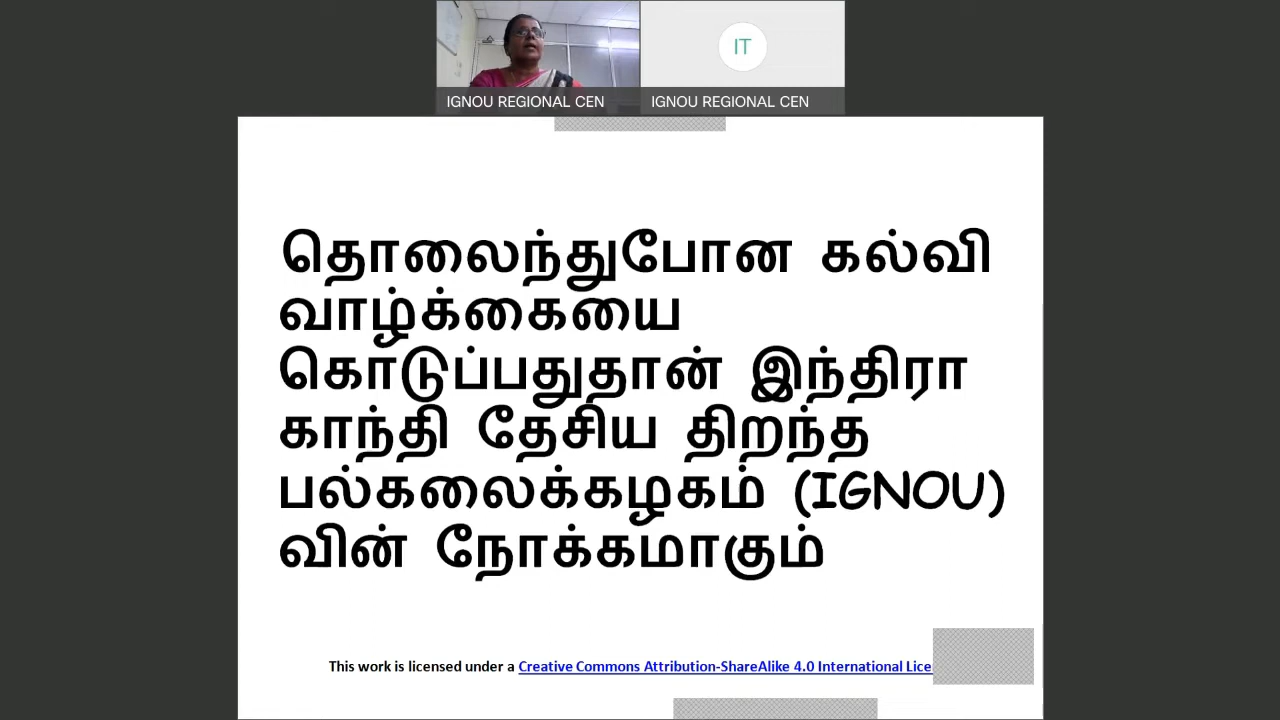 IT
IGNOU REGIONAL CEN
IGNOU REGIONAL CEN
தொலைந்துபோன கல்வி
வாழ்க்கையை
கொடுப்பதுதான் இந்திரா
காந்தி தேசிய திறந்த
பல்கலைக்கழகம் (IGNOU)
வின் நோக்கமாகும்
This work is licensed under a Creative Commons Attribution-ShareAlike 4.0 International Lice